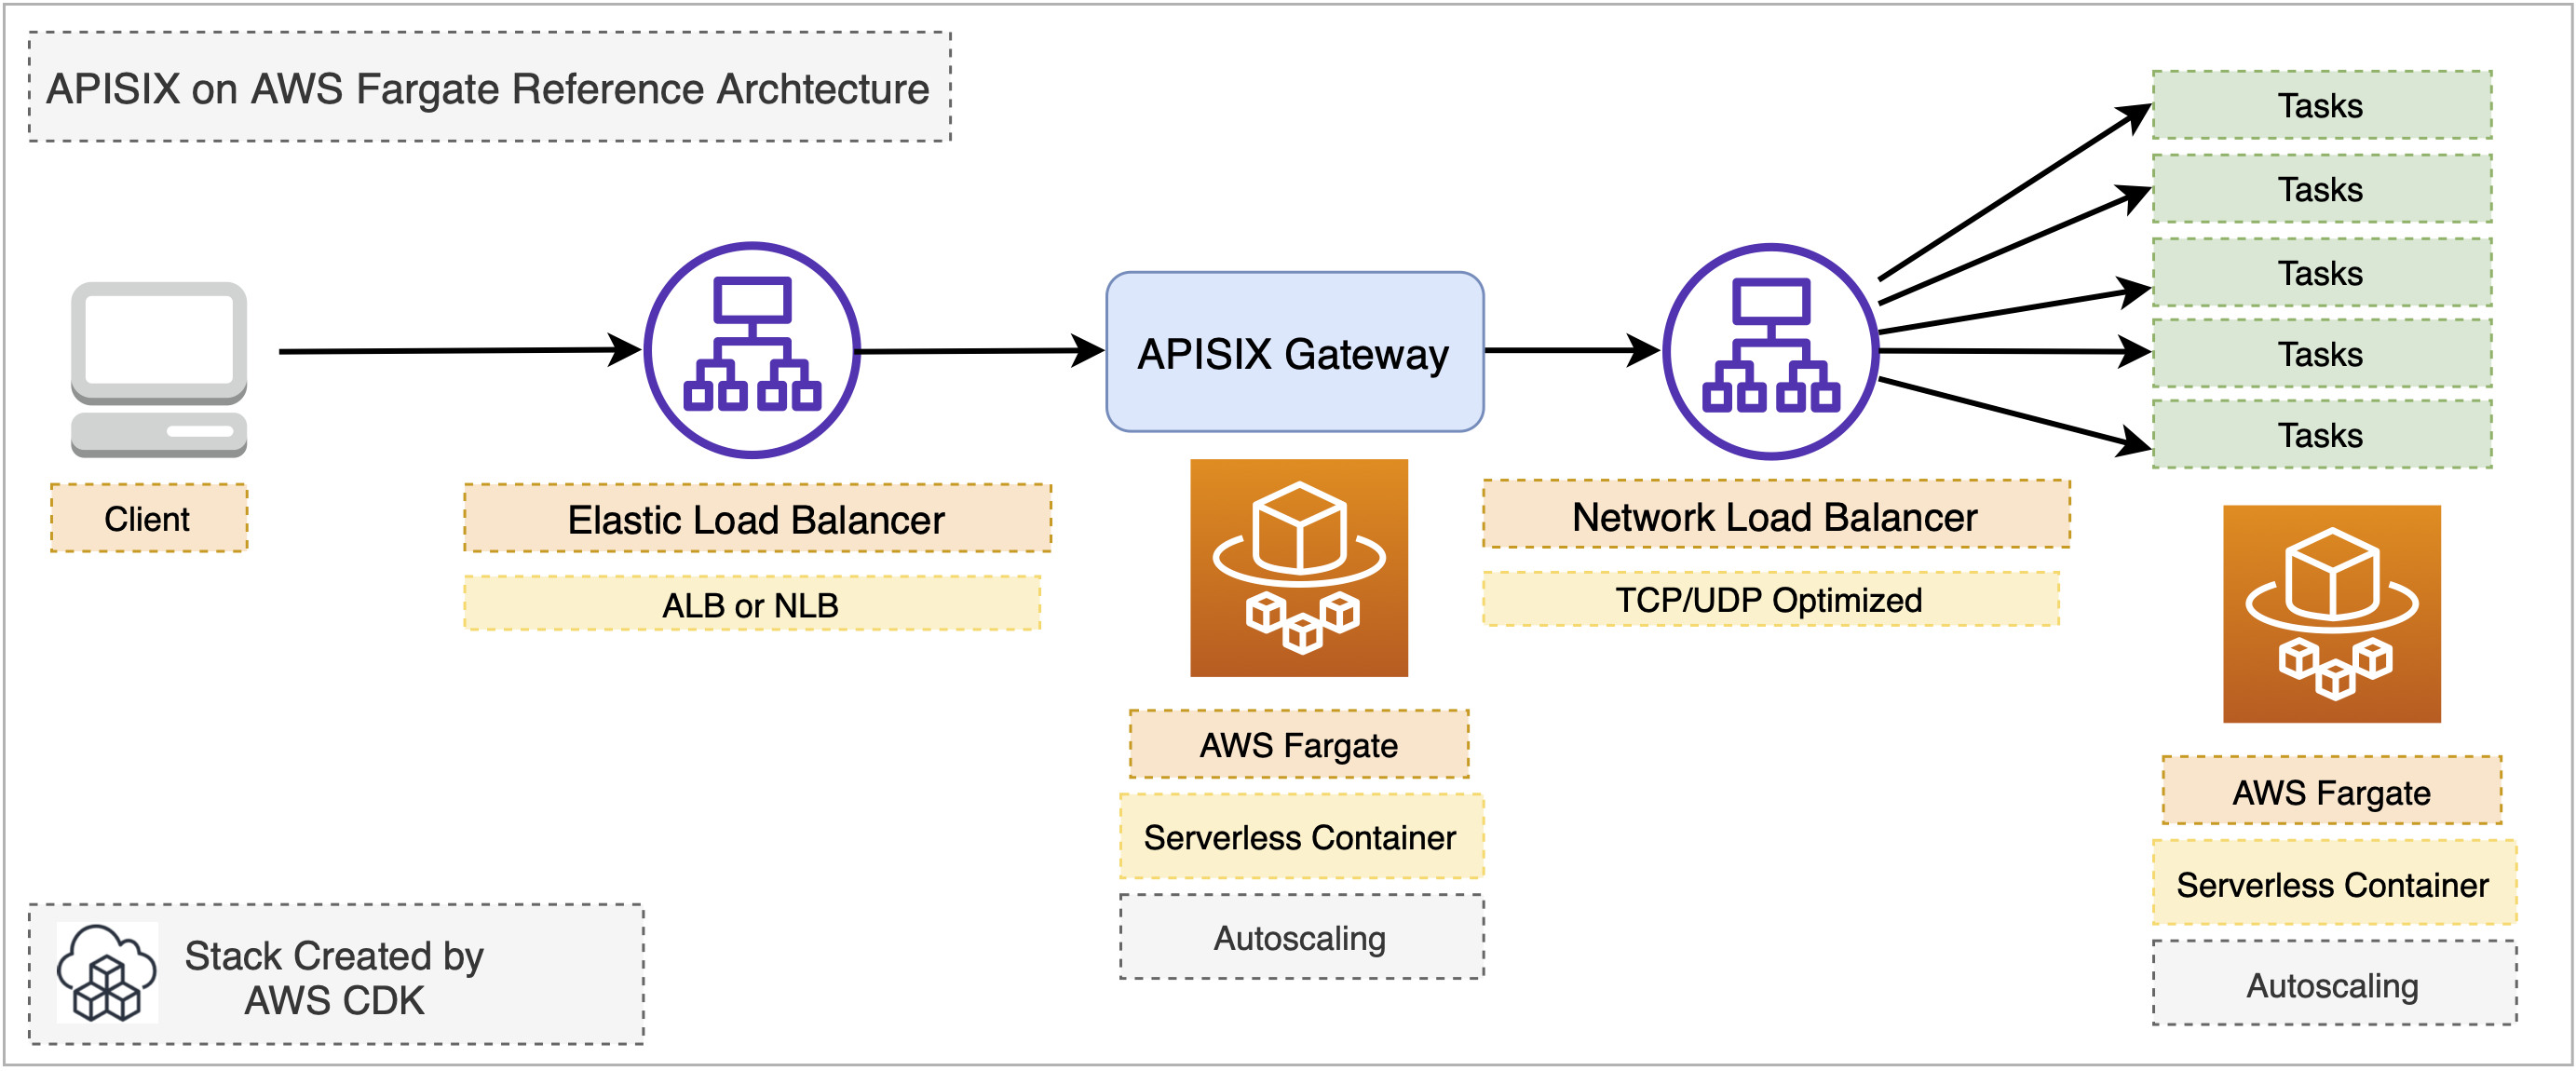 APISIX on AWS Fargate Reference Archtecture
Tasks
Tasks
Tasks
Tasks
Tasks
APISIX Gateway
Client
Elastic Load Balancer
ALB or NLB
Network Load Balancer
TCP/UDP Optimized
AWS Fargate
Serverless Container
Autoscaling
AWS Fargate
Serverless Container
Autoscaling
Stack Created by
AWS CDK